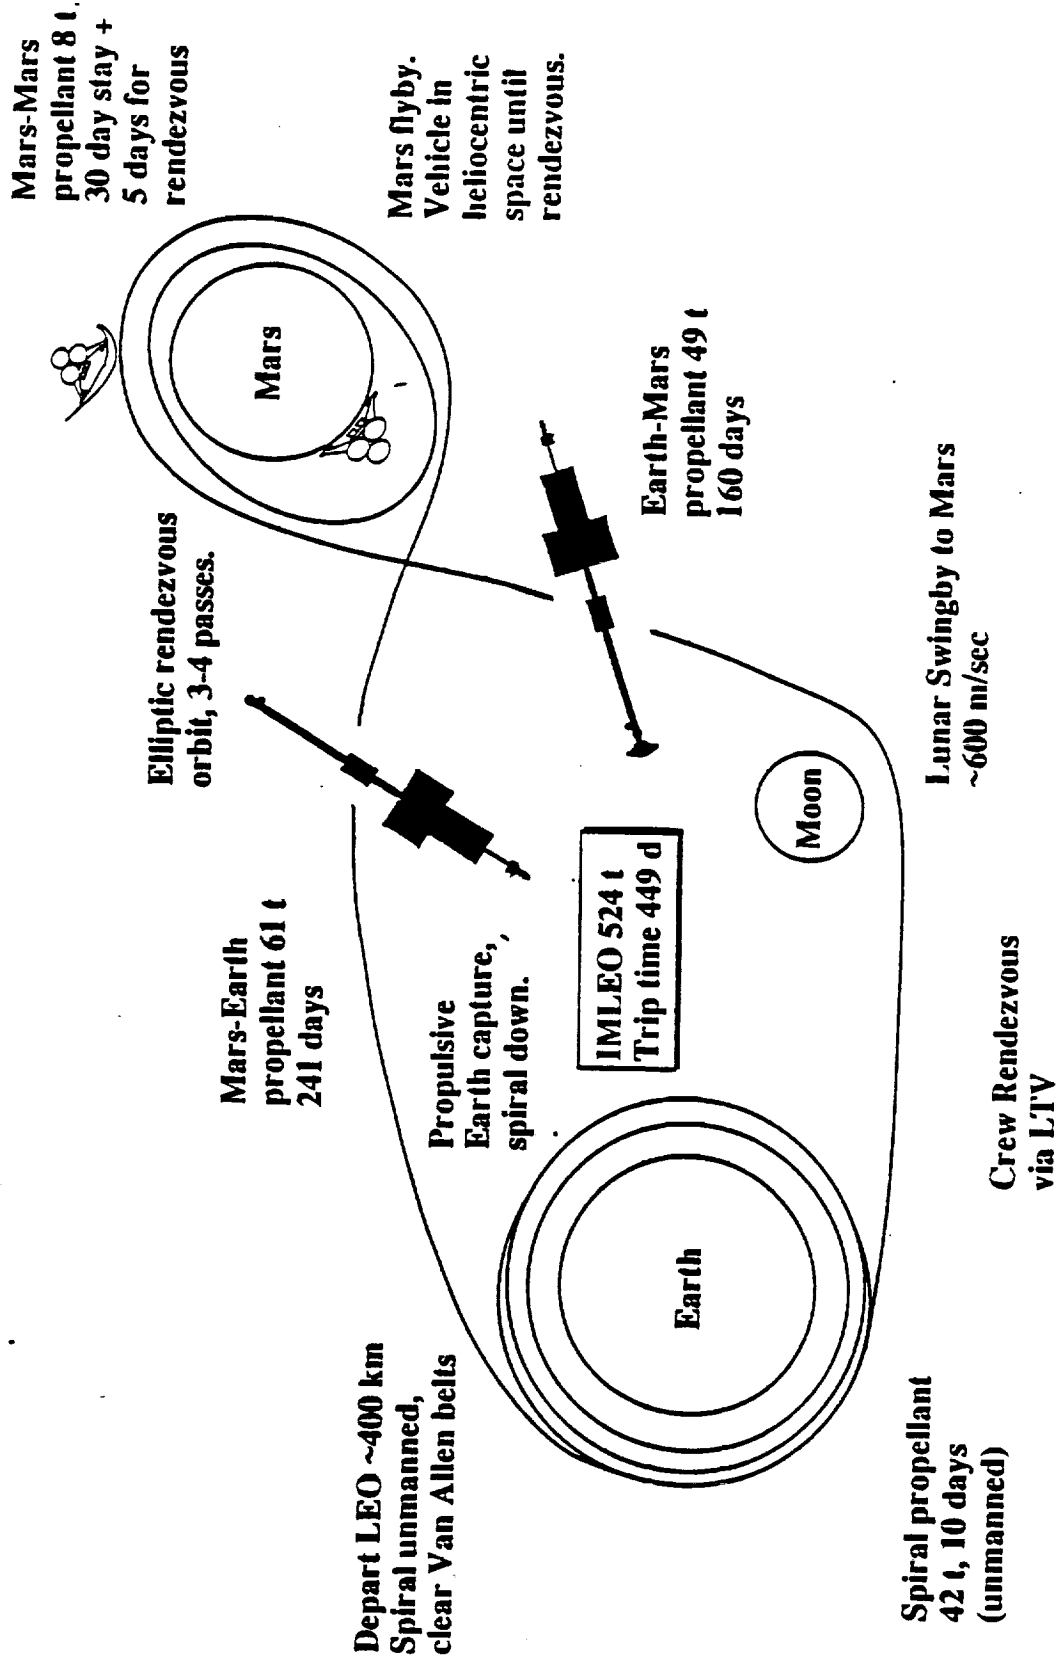 Depart LEO ~400 km
Spiral unmanned,
clear Van Allen belts
Mars-Earth
propellant 61 t
241 days
Elliptic rendezvous
orbit, 3-4 passes.
Mars-Mars
propellant 8 t.
30 day stay +
5 days for
rendezvous
Mars
Mars flyby.
Vehicle in
heliocentric
space until
rendezvous.
Propulsive
Earth capture,
spiral down.
IMLEO 524 t
Trip time 449 d
Earth-Mars
propellant 49 t
160 days
Earth
Moon
Spiral propellant
42 t, 10 days
(unmanned)
Crew Rendezvous
via LTV
Lunar Swingby to Mars
~600 m/sec